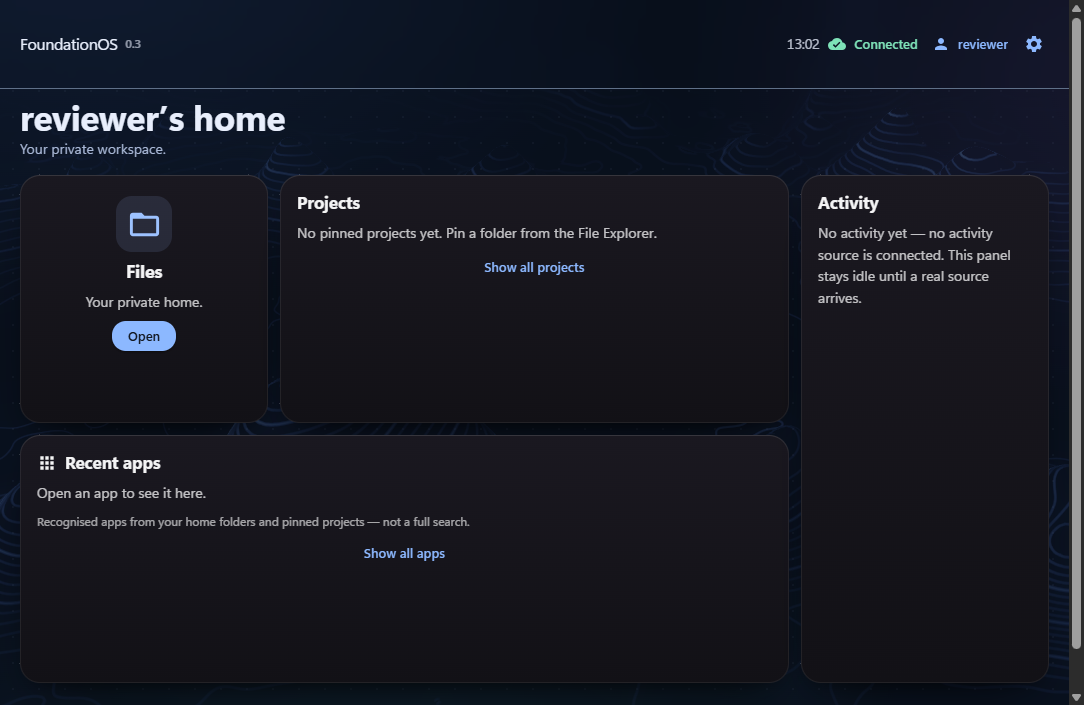 FoundationOS 0.3
13:02 Connected reviewer
reviewer’s home
Your private workspace.
Files
Your private home.
Open
Projects
No pinned projects yet. Pin a folder from the File Explorer.
Show all projects
Activity
No activity yet — no activity
source is connected. This panel
stays idle until a real source
arrives.
Recent apps
Open an app to see it here.
Recognised apps from your home folders and pinned projects — not a full search.
Show all apps